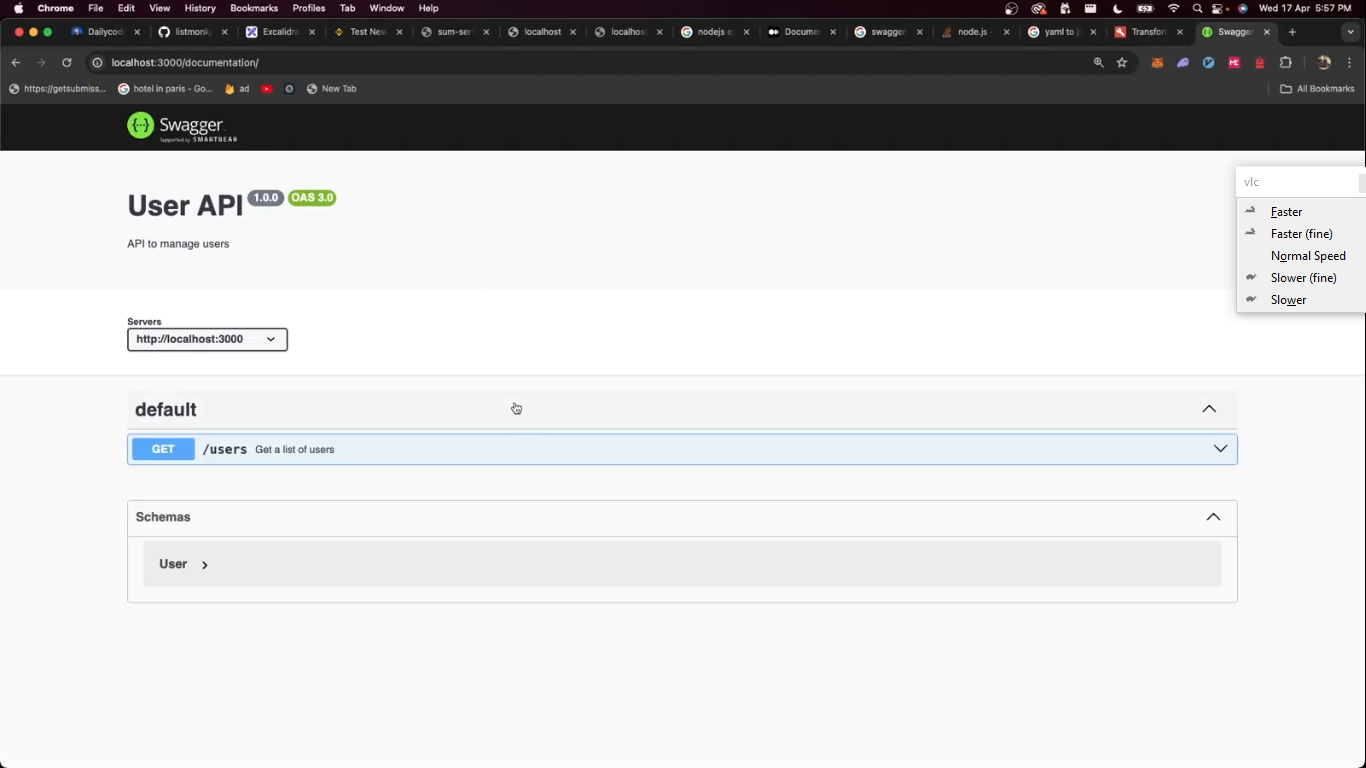 Chrome File Edit View History Bookmarks Profiles Tab Window Help Wed 17 Apr 5:57 PM
Dailycod listmonk/ Excalidra Test New sum-ser localhost localhost: nodejs e Docume swagger node.js - yaml to js Transfor Swagger
localhost:3000/documentation/
https://getsubmiss... hotel in paris - Go... ad New Tab All Bookmarks
{···} Swagger.
Supported by SMARTBEAR
User API 1.0.0 OAS 3.0
API to manage users
vlc
Faster
Faster (fine)
Normal Speed
Slower (fine)
Slower
Servers
http://localhost:3000
default
GET /users Get a list of users
Schemas
User